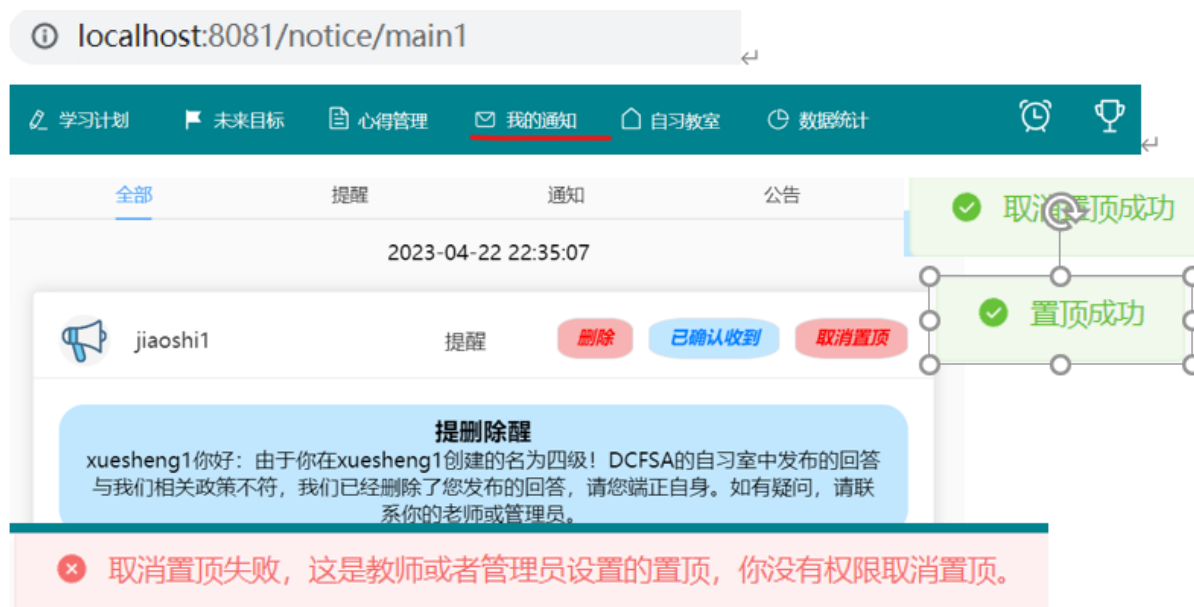 localhost:8081/notice/main1
学习计划 未来目标 心得管理 我的通知 自习教室 数据统计
全部 提醒 通知 公告
取消置顶成功
2023-04-22 22:35:07
置顶成功
jiaoshi1 提醒 删除 已确认收到 取消置顶
提删除醒
xuesheng1你好：由于你在xuesheng1创建的名为四级！DCFSA的自习室中发布的回答
与我们相关政策不符，我们已经删除了您发布的回答，请您端正自身。如有疑问，请联
系你的老师或管理员。
取消置顶失败，这是教师或者管理员设置的置顶，你没有权限取消置顶。